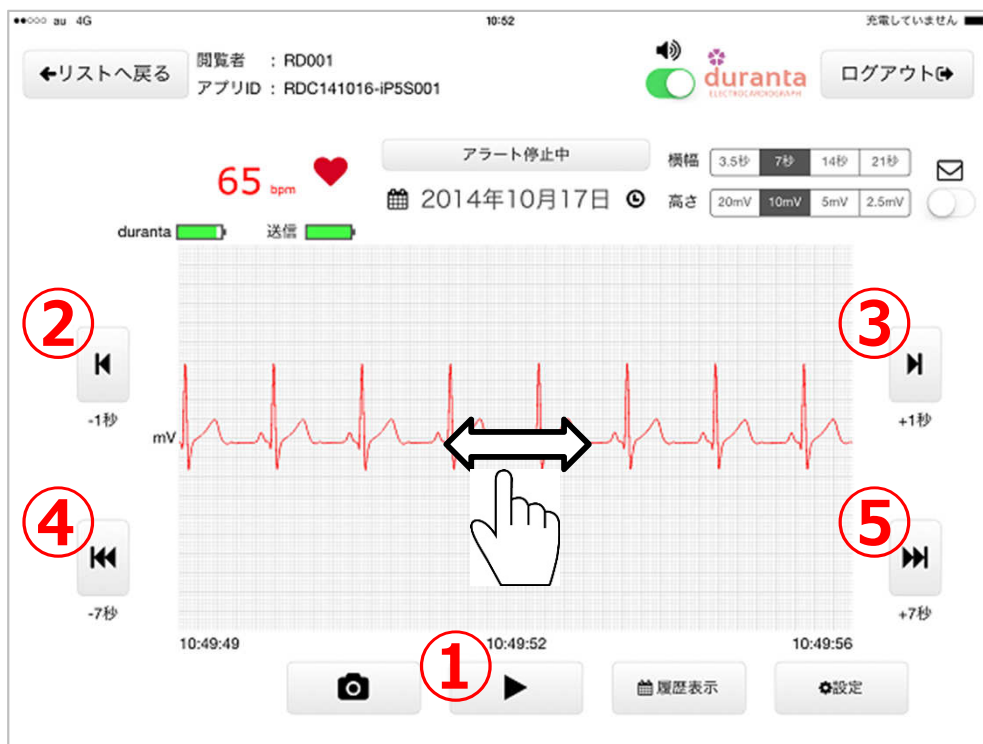 au 4G 10:52 充電していません
リストへ戻る
閲覧者 : RD001
アプリID : RDC141016-iP5S001
duranta
ELECTROCARDIOGRAPH
ログアウト
アラート停止中
横幅 3.5秒 7秒 14秒 21秒
65 bpm
2014年10月17日
高さ 20mV 10mV 5mV 2.5mV
duranta 送信
② ③
-1秒 +1秒
mV
④ ⑤
-7秒 +7秒
10:49:49 10:49:52 10:49:56
①
履歴表示 設定